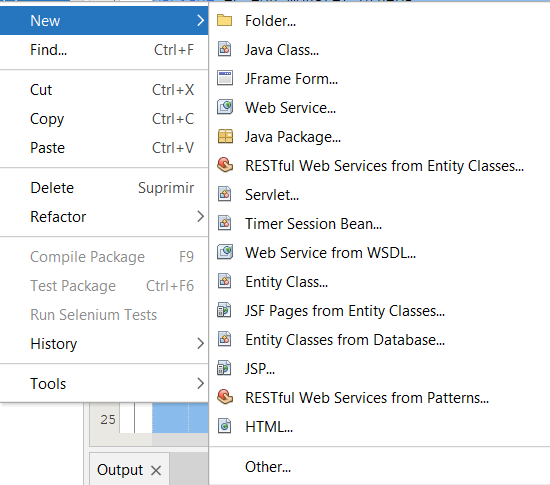 New
Find... Ctrl+F
Cut Ctrl+X
Copy Ctrl+C
Paste Ctrl+V
Delete Suprimir
Refactor
Compile Package F9
Test Package Ctrl+F6
Run Selenium Tests
History
Tools
Folder...
Java Class...
JFrame Form...
Web Service...
Java Package...
RESTful Web Services from Entity Classes...
Servlet...
Timer Session Bean...
Web Service from WSDL...
Entity Class...
JSF Pages from Entity Classes...
Entity Classes from Database...
JSP...
RESTful Web Services from Patterns...
HTML...
Other...
25
Output